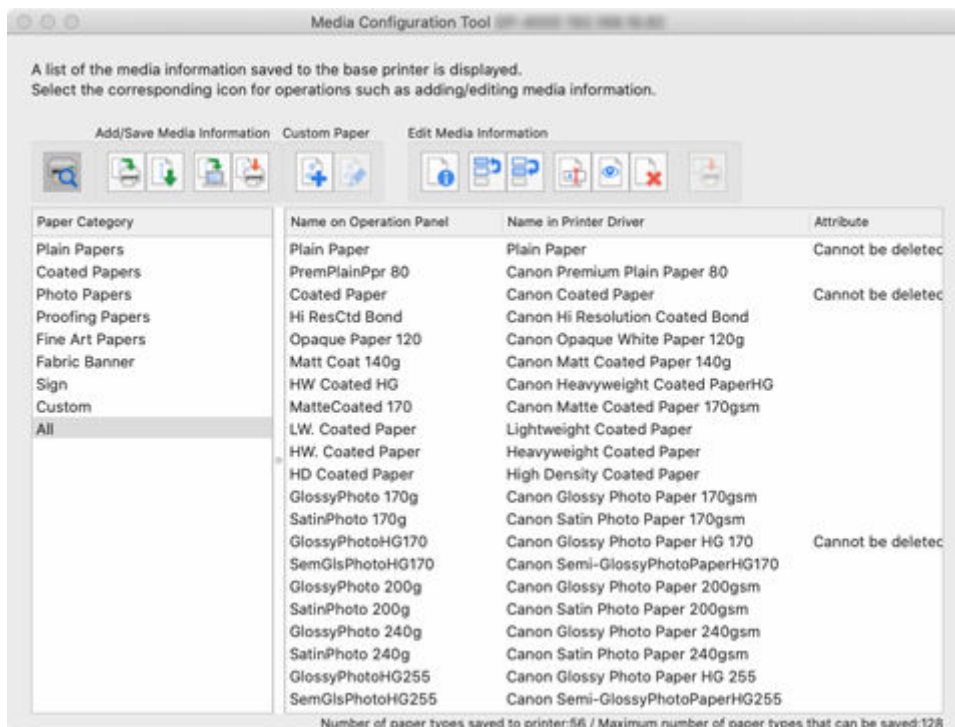 Media Configuration Tool
A list of the media information saved to the base printer is displayed.
Select the corresponding icon for operations such as adding/editing media information.
Add/Save Media Information Custom Paper Edit Media Information
Paper Category Name on Operation Panel Name in Printer Driver Attribute
Plain Papers Plain Paper Plain Paper Cannot be deleted
Coated Papers PremPlainPpr 80 Canon Premium Plain Paper 80
Photo Papers Coated Paper Canon Coated Paper Cannot be deleted
Proofing Papers Hi ResCtd Bond Canon Hi Resolution Coated Bond
Fine Art Papers Opaque Paper 120 Canon Opaque White Paper 120g
Fabric Banner Matt Coat 140g Canon Matt Coated Paper 140g
Sign HW Coated HG Canon Heavyweight Coated PaperHG
Custom MatteCoated 170 Canon Matte Coated Paper 170gsm
All LW. Coated Paper Lightweight Coated Paper
HW. Coated Paper Heavyweight Coated Paper
HD Coated Paper High Density Coated Paper
GlossyPhoto 170g Canon Glossy Photo Paper 170gsm
SatinPhoto 170g Canon Satin Photo Paper 170gsm
GlossyPhotoHG170 Canon Glossy Photo Paper HG 170 Cannot be deleted
SemGlsPhotoHG170 Canon Semi-GlossyPhotoPaperHG170
GlossyPhoto 200g Canon Glossy Photo Paper 200gsm
SatinPhoto 200g Canon Satin Photo Paper 200gsm
GlossyPhoto 240g Canon Glossy Photo Paper 240gsm
SatinPhoto 240g Canon Satin Photo Paper 240gsm
GlossyPhotoHG255 Canon Glossy Photo Paper HG 255
SemGlsPhotoHG255 Canon Semi-GlossyPhotoPaperHG255
Number of paper types saved to printer:56 / Maximum number of paper types that can be saved:128